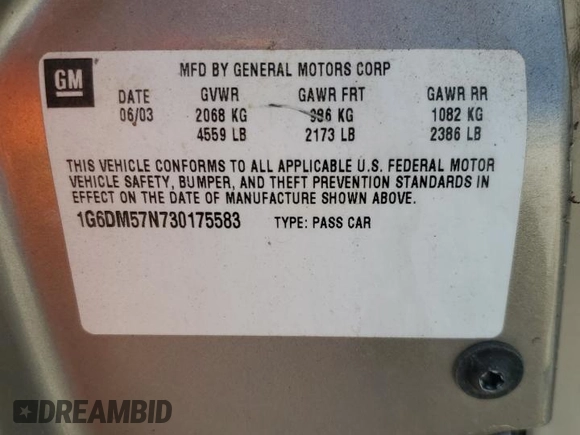 GM
MFD BY GENERAL MOTORS CORP
DATE GVWR GAWR FRT GAWR RR
06/03 2068 KG 986 KG 1082 KG
4559 LB 2173 LB 2386 LB
THIS VEHICLE CONFORMS TO ALL APPLICABLE U.S. FEDERAL MOTOR
VEHICLE SAFETY, BUMPER, AND THEFT PREVENTION STANDARDS IN
EFFECT ON THE DATE OF MANUFACTURE SHOWN ABOVE.
1G6DM57N730175583 TYPE: PASS CAR
DREAMBID